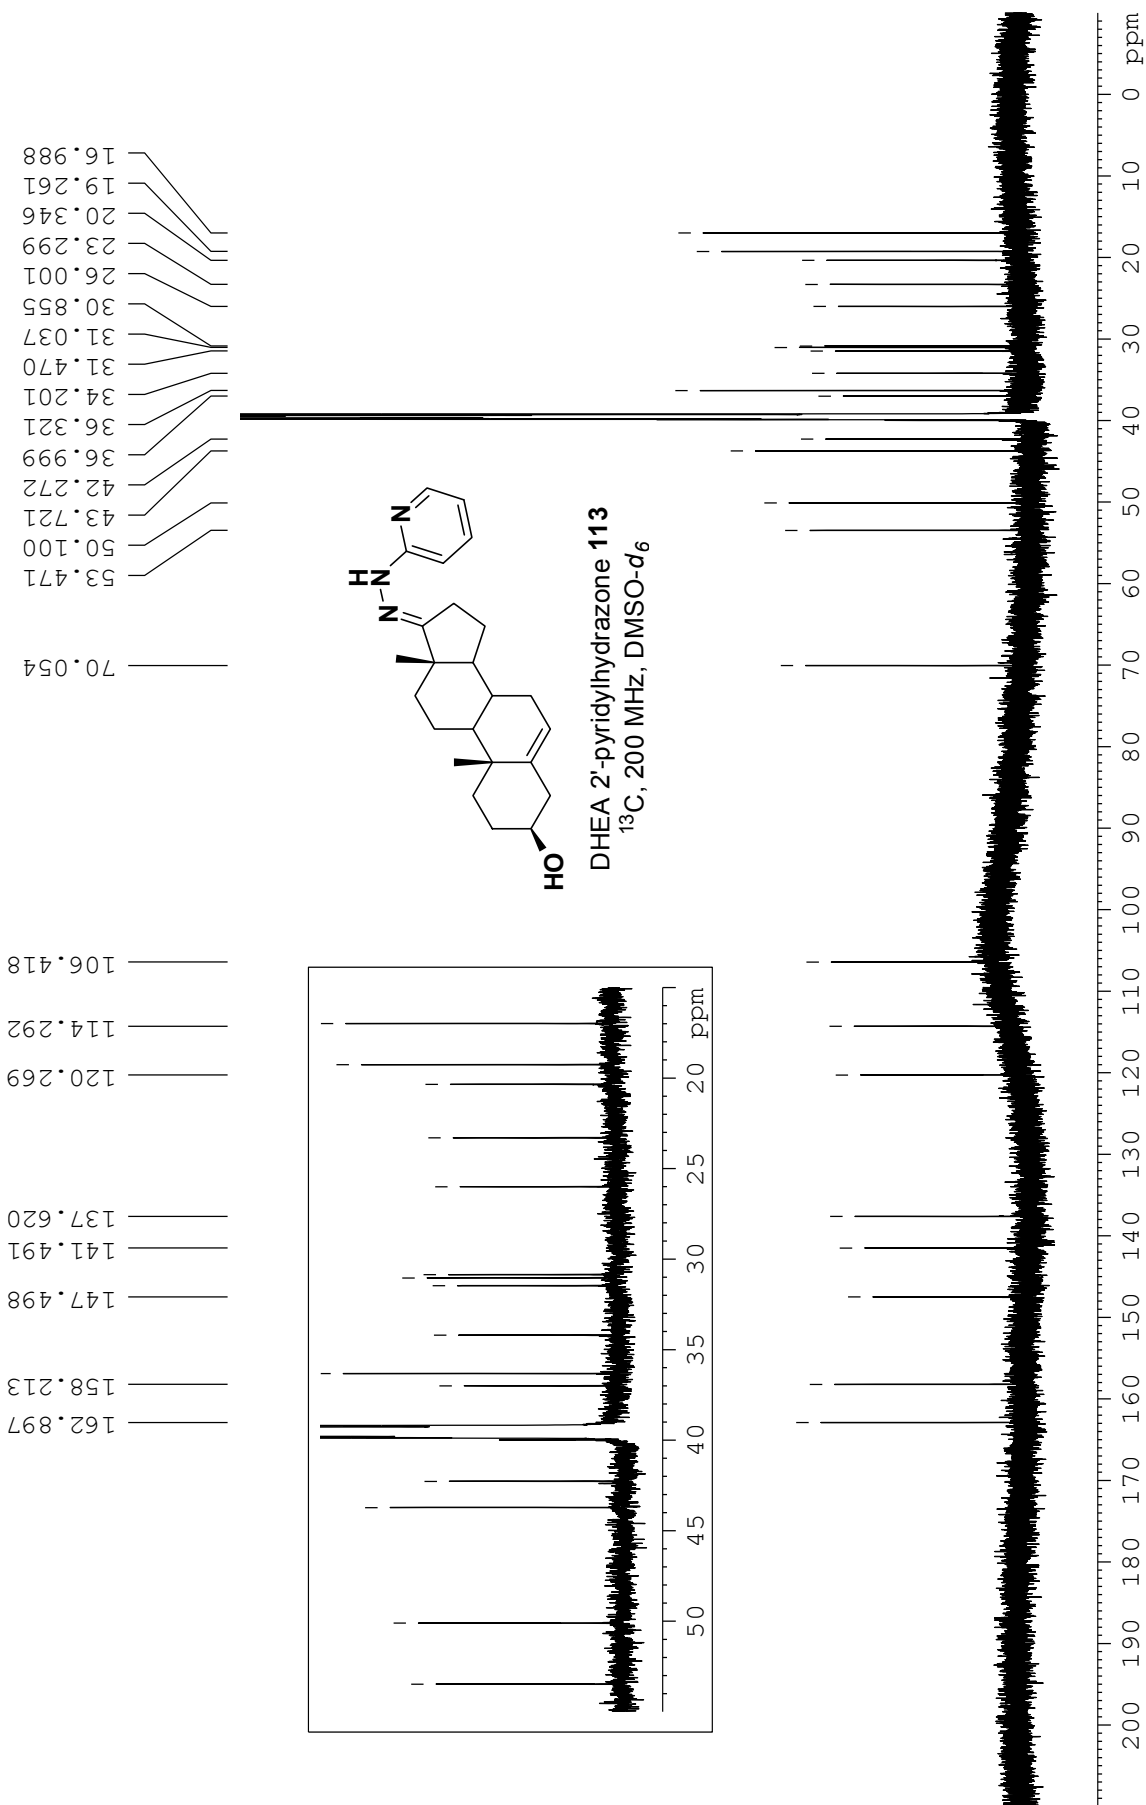 162.897
158.213
147.498
141.491
137.620
120.269
114.292
106.418
70.054
53.471
50.100
43.721
42.272
36.999
36.321
34.201
31.470
31.037
30.855
26.001
23.299
20.346
19.261
16.988
HO
N
N
H
N
DHEA 2'-pyridylhydrazone 113
¹³C, 200 MHz, DMSO-d₆
50 45 40 35 30 25 20 ppm
200 190 180 170 160 150 140 130 120 110 100 90 80 70 60 50 40 30 20 10 0 ppm